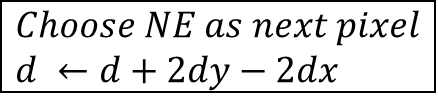 Choose NE as next pixel
d ← d + 2dy − 2dx